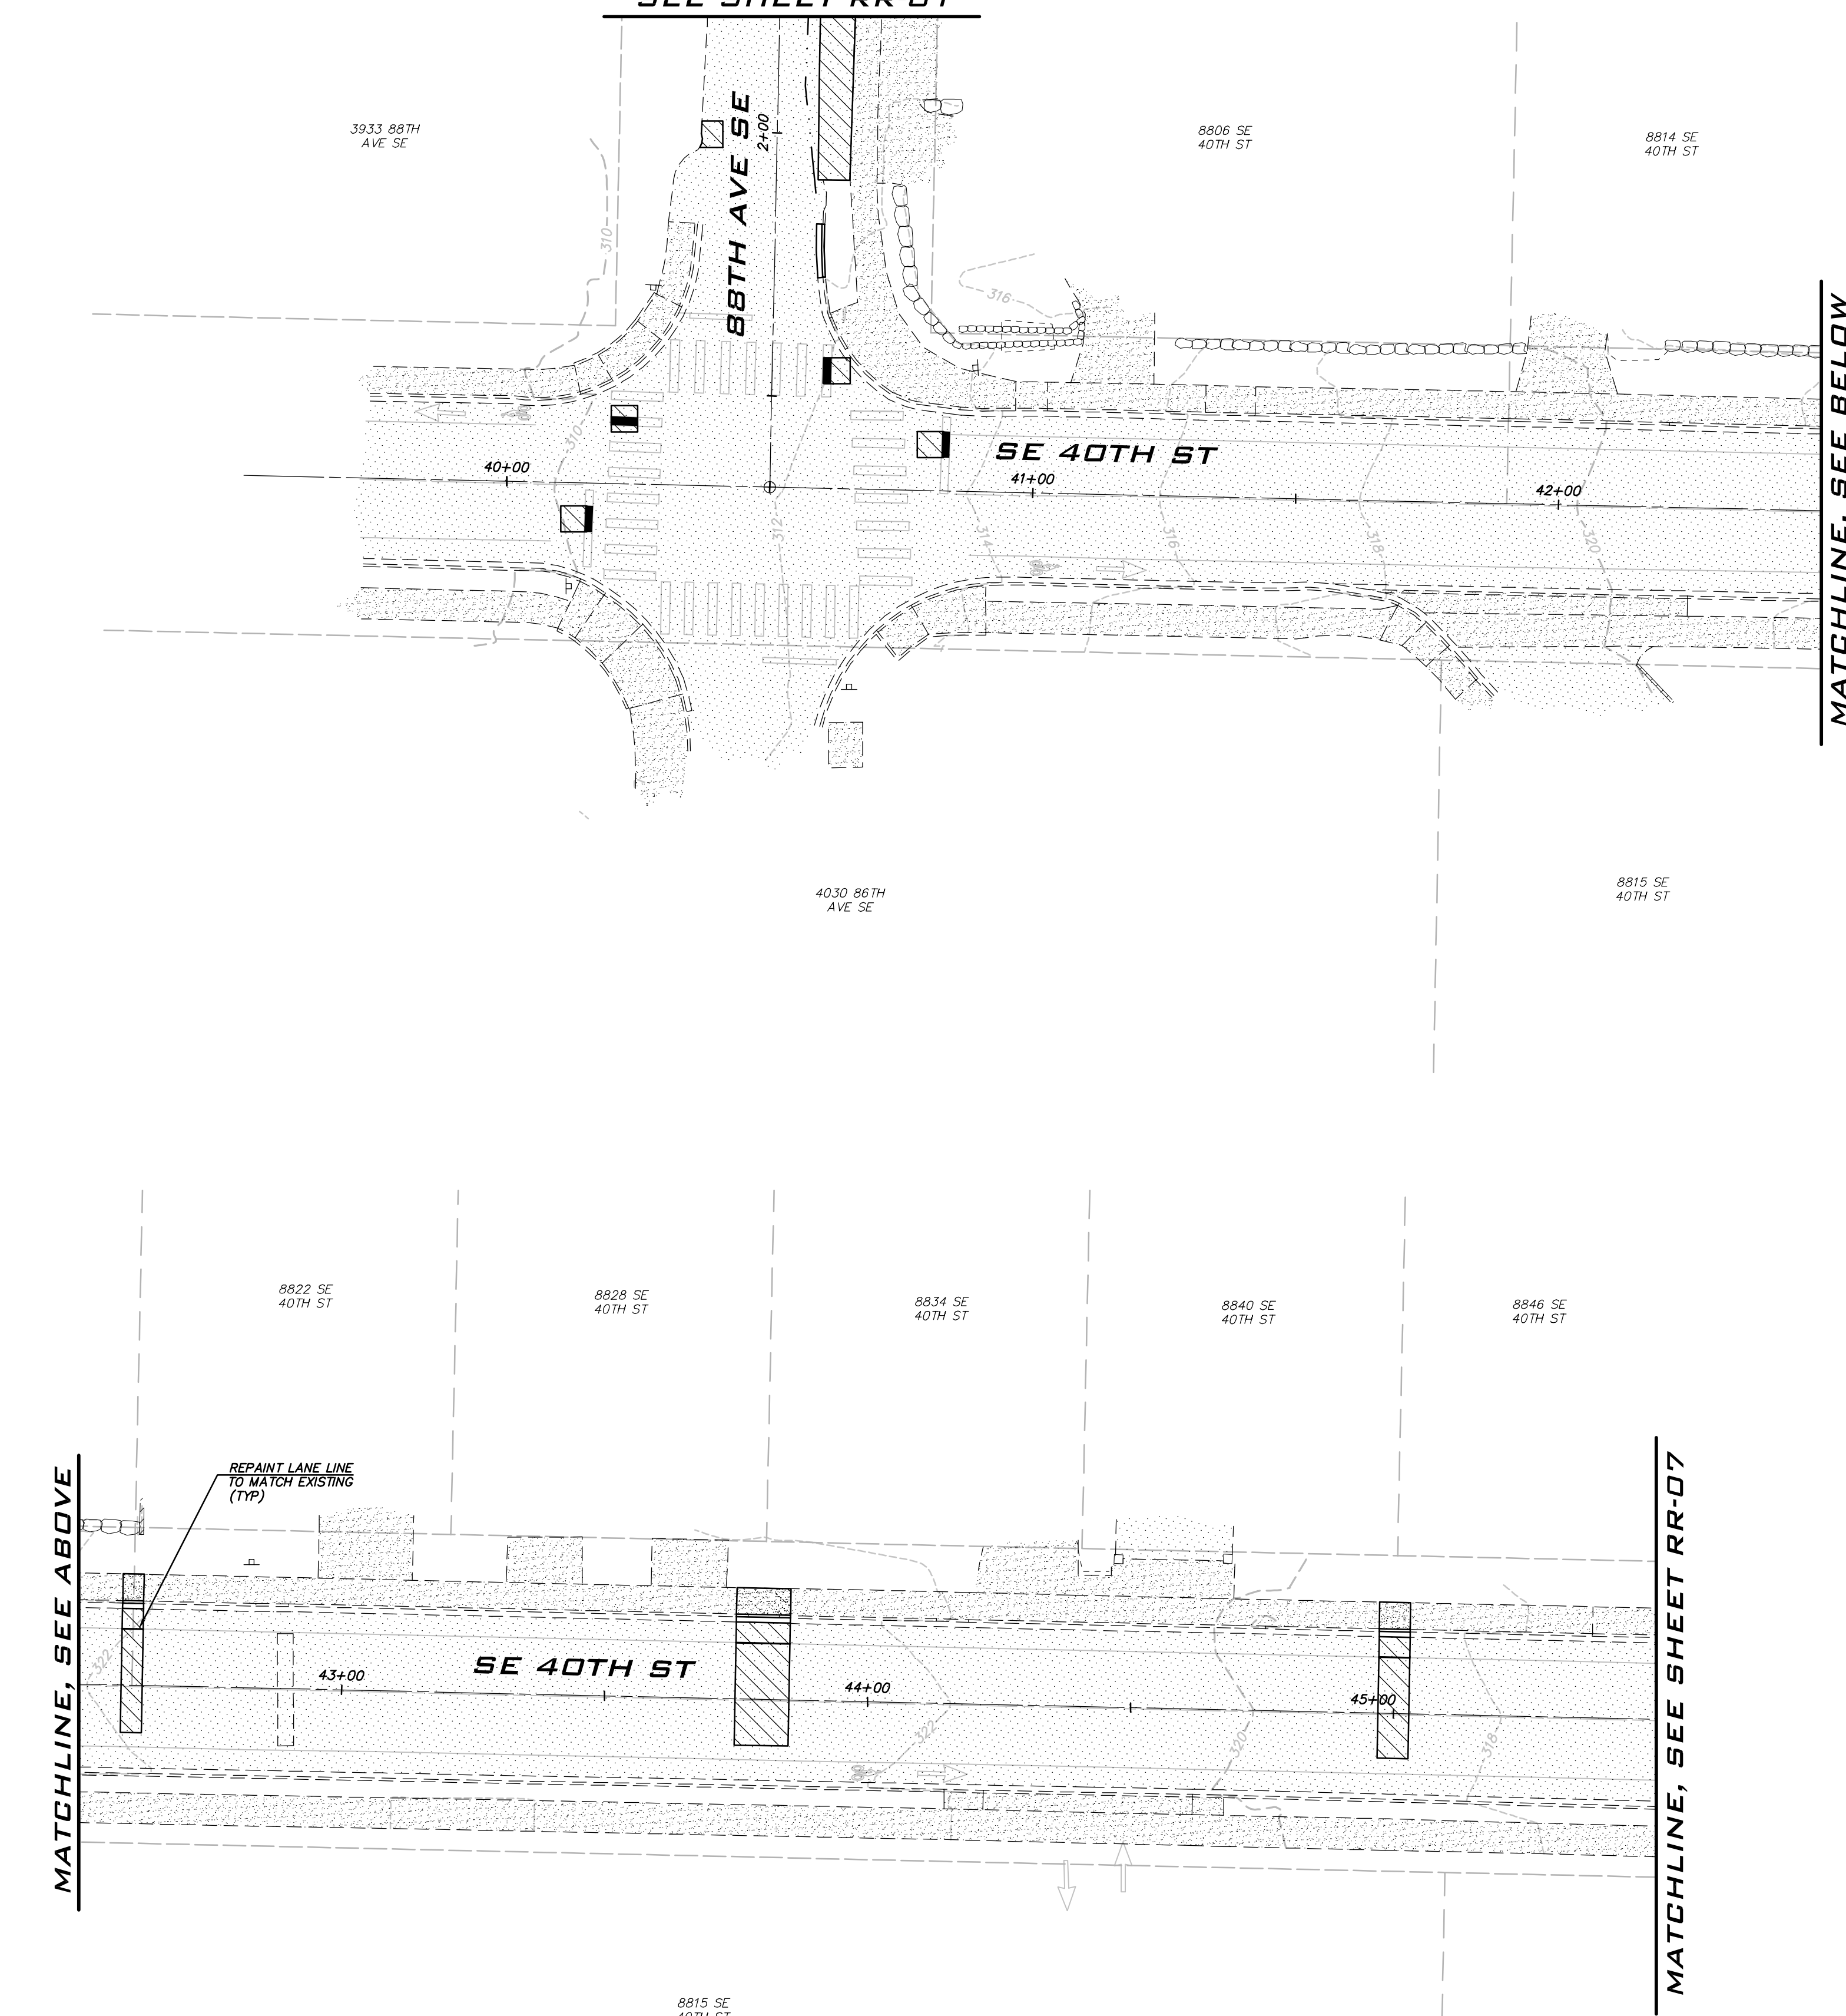 SEE SHEET RR-01
3933 88TH
AVE SE
88TH AVE SE
2+00
8806 SE
40TH ST
8814 SE
40TH ST
310
316
MATCHLINE, SEE BELOW
310
SE 40TH ST
40+00
41+00
42+00
312
314
316
318
320
4030 86TH
AVE SE
8815 SE
40TH ST
8822 SE
40TH ST
8828 SE
40TH ST
8834 SE
40TH ST
8840 SE
40TH ST
8846 SE
40TH ST
MATCHLINE, SEE ABOVE
REPAINT LANE LINE
TO MATCH EXISTING
(TYP)
MATCHLINE, SEE SHEET RR-07
322
43+00
SE 40TH ST
44+00
45+00
322
320
318
8815 SE
40TH ST